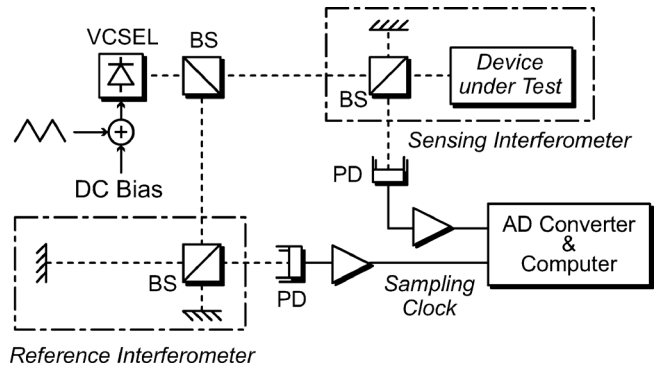 VCSEL
BS
Device
under Test
BS
Sensing Interferometer
PD
DC Bias
AD Converter
&
Computer
BS
PD
Sampling
Clock
Reference Interferometer